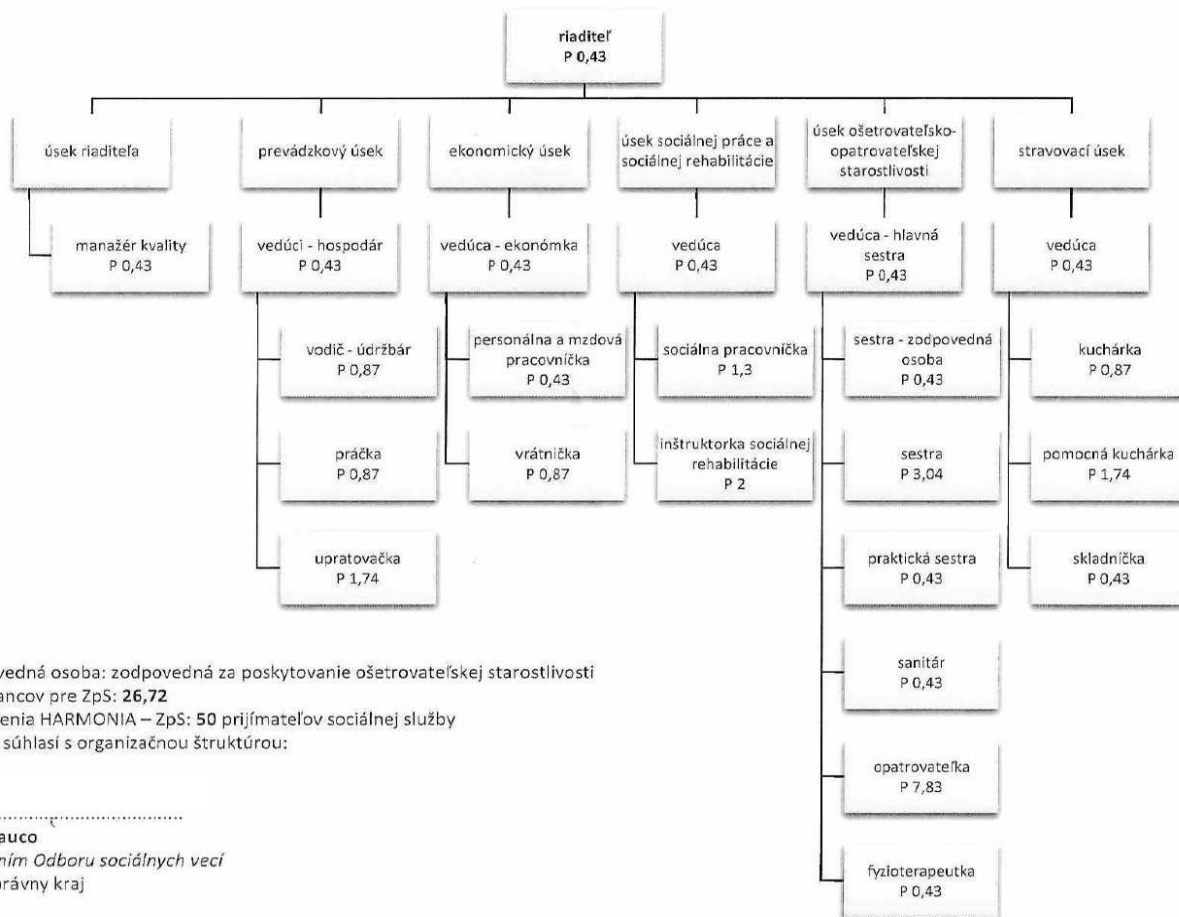 riaditeľ
P 0,43
úsek riaditeľa
prevádzkový úsek
ekonomický úsek
úsek sociálnej práce a
sociálnej rehabilitácie
úsek ošetrovateľsko-
opatrovateľskej
starostlivosti
stravovací úsek
manažér kvality
P 0,43
vedúci - hospodár
P 0,43
vedúca - ekonómka
P 0,43
vedúca
P 0,43
vedúca - hlavná
sestra
P 0,43
vedúca
P 0,43
vodič - údržbár
P 0,87
personálna a mzdová
pracovníčka
P 0,43
sociálna pracovníčka
P 1,3
sestra - zodpovedná
osoba
P 0,43
kuchárka
P 0,87
práčka
P 0,87
vrátnička
P 0,87
inštruktorka sociálnej
rehabilitácie
P 2
sestra
P 3,04
pomocná kuchárka
P 1,74
upratovačka
P 1,74
praktická sestra
P 0,43
skladníčka
P 0,43
sanitár
P 0,43
opatrovateľka
P 7,83
fyzioterapeutka
P 0,43
vedná osoba: zodpovedná za poskytovanie ošetrovateľskej starostlivosti
ancov pre ZpS: 26,72
enia HARMONIA – ZpS: 50 prijímateľov sociálnej služby
súhlasí s organizačnou štruktúrou:
auco
ním Odboru sociálnych vecí
rávny kraj